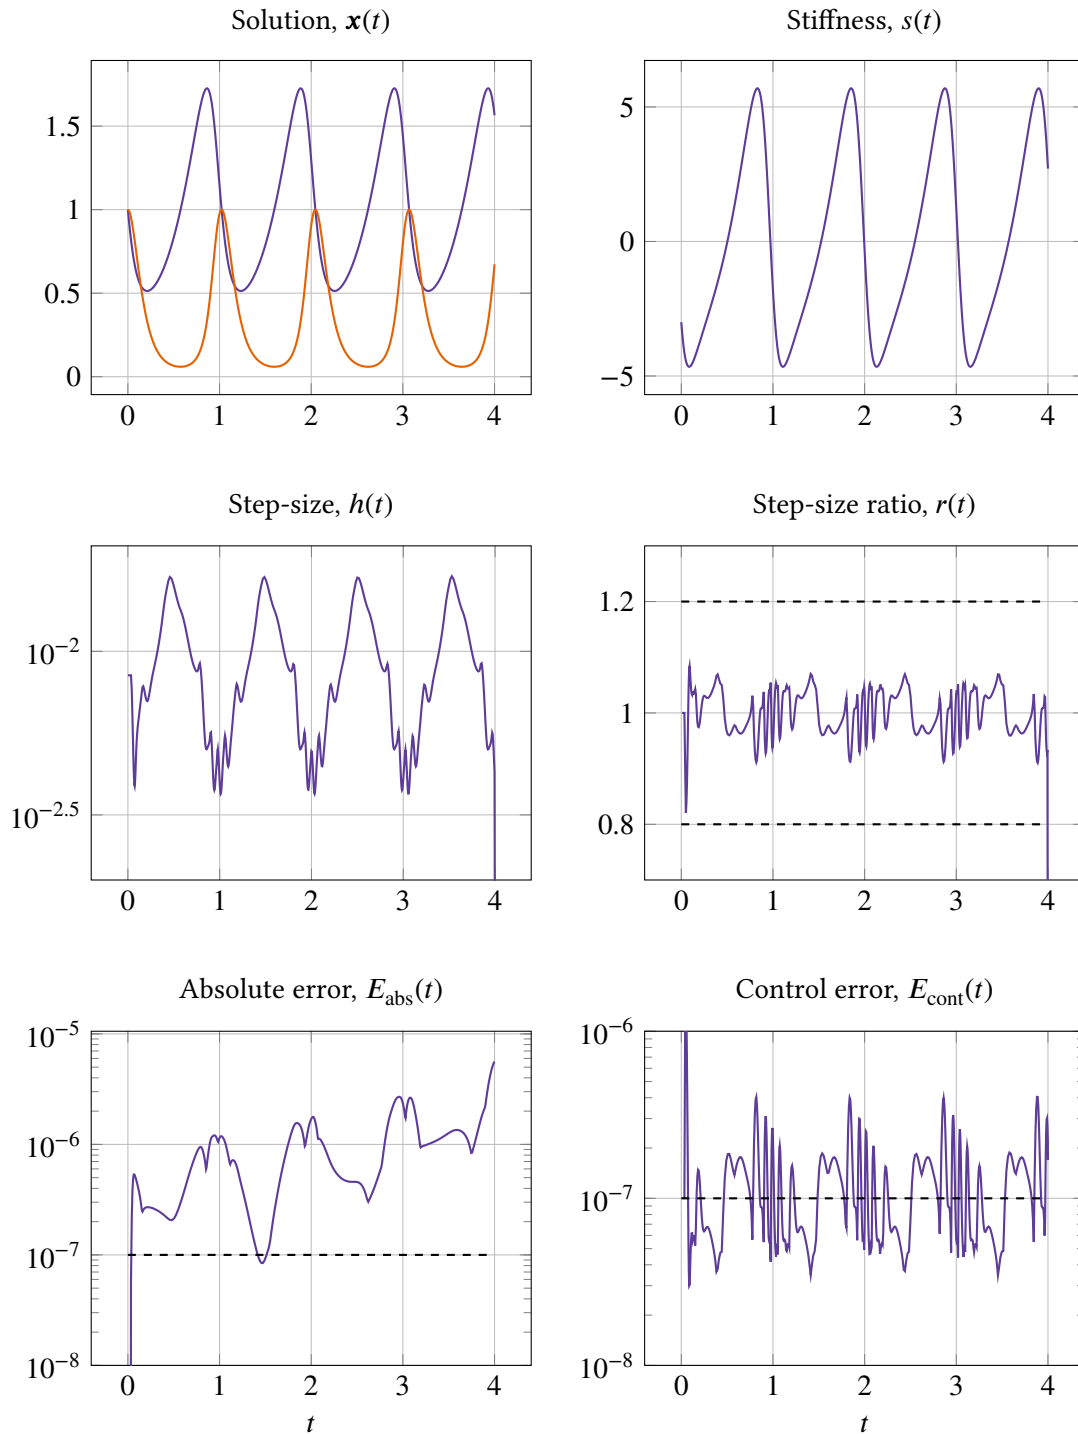 Solution, x(t)
Stiffness, s(t)
1.5
1
0.5
0
0 1 2 3 4
5
0
−5
0 1 2 3 4
Step-size, h(t)
Step-size ratio, r(t)
10⁻²
10⁻²·⁵
0 1 2 3 4
1.2
1
0.8
0 1 2 3 4
Absolute error, E_abs(t)
Control error, E_cont(t)
10⁻⁵
10⁻⁶
10⁻⁷
10⁻⁸
0 1 2 3 4
t
10⁻⁶
10⁻⁷
10⁻⁸
0 1 2 3 4
t